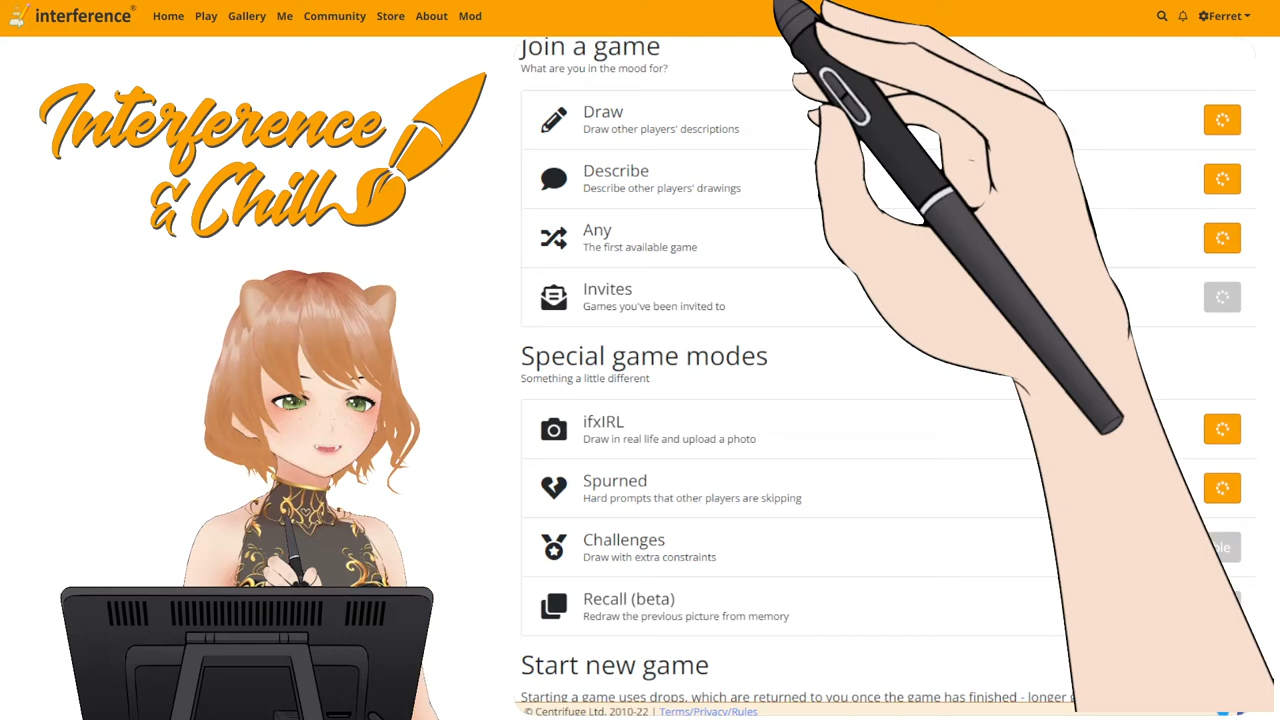 interference®
Home Play Gallery Me Community Store About Mod
Ferret
Interference
& Chill
Join a game
What are you in the mood for?
Draw
Draw other players' descriptions
Describe
Describe other players' drawings
Any
The first available game
Invites
Games you've been invited to
Special game modes
Something a little different
ifxIRL
Draw in real life and upload a photo
Spurned
Hard prompts that other players are skipping
Challenges
Draw with extra constraints
Recall (beta)
Redraw the previous picture from memory
Start new game
Starting a game uses drops, which are returned to you once the game has finished - longer
© Centrifuge Ltd. 2010-22 | Terms/Privacy/Rules